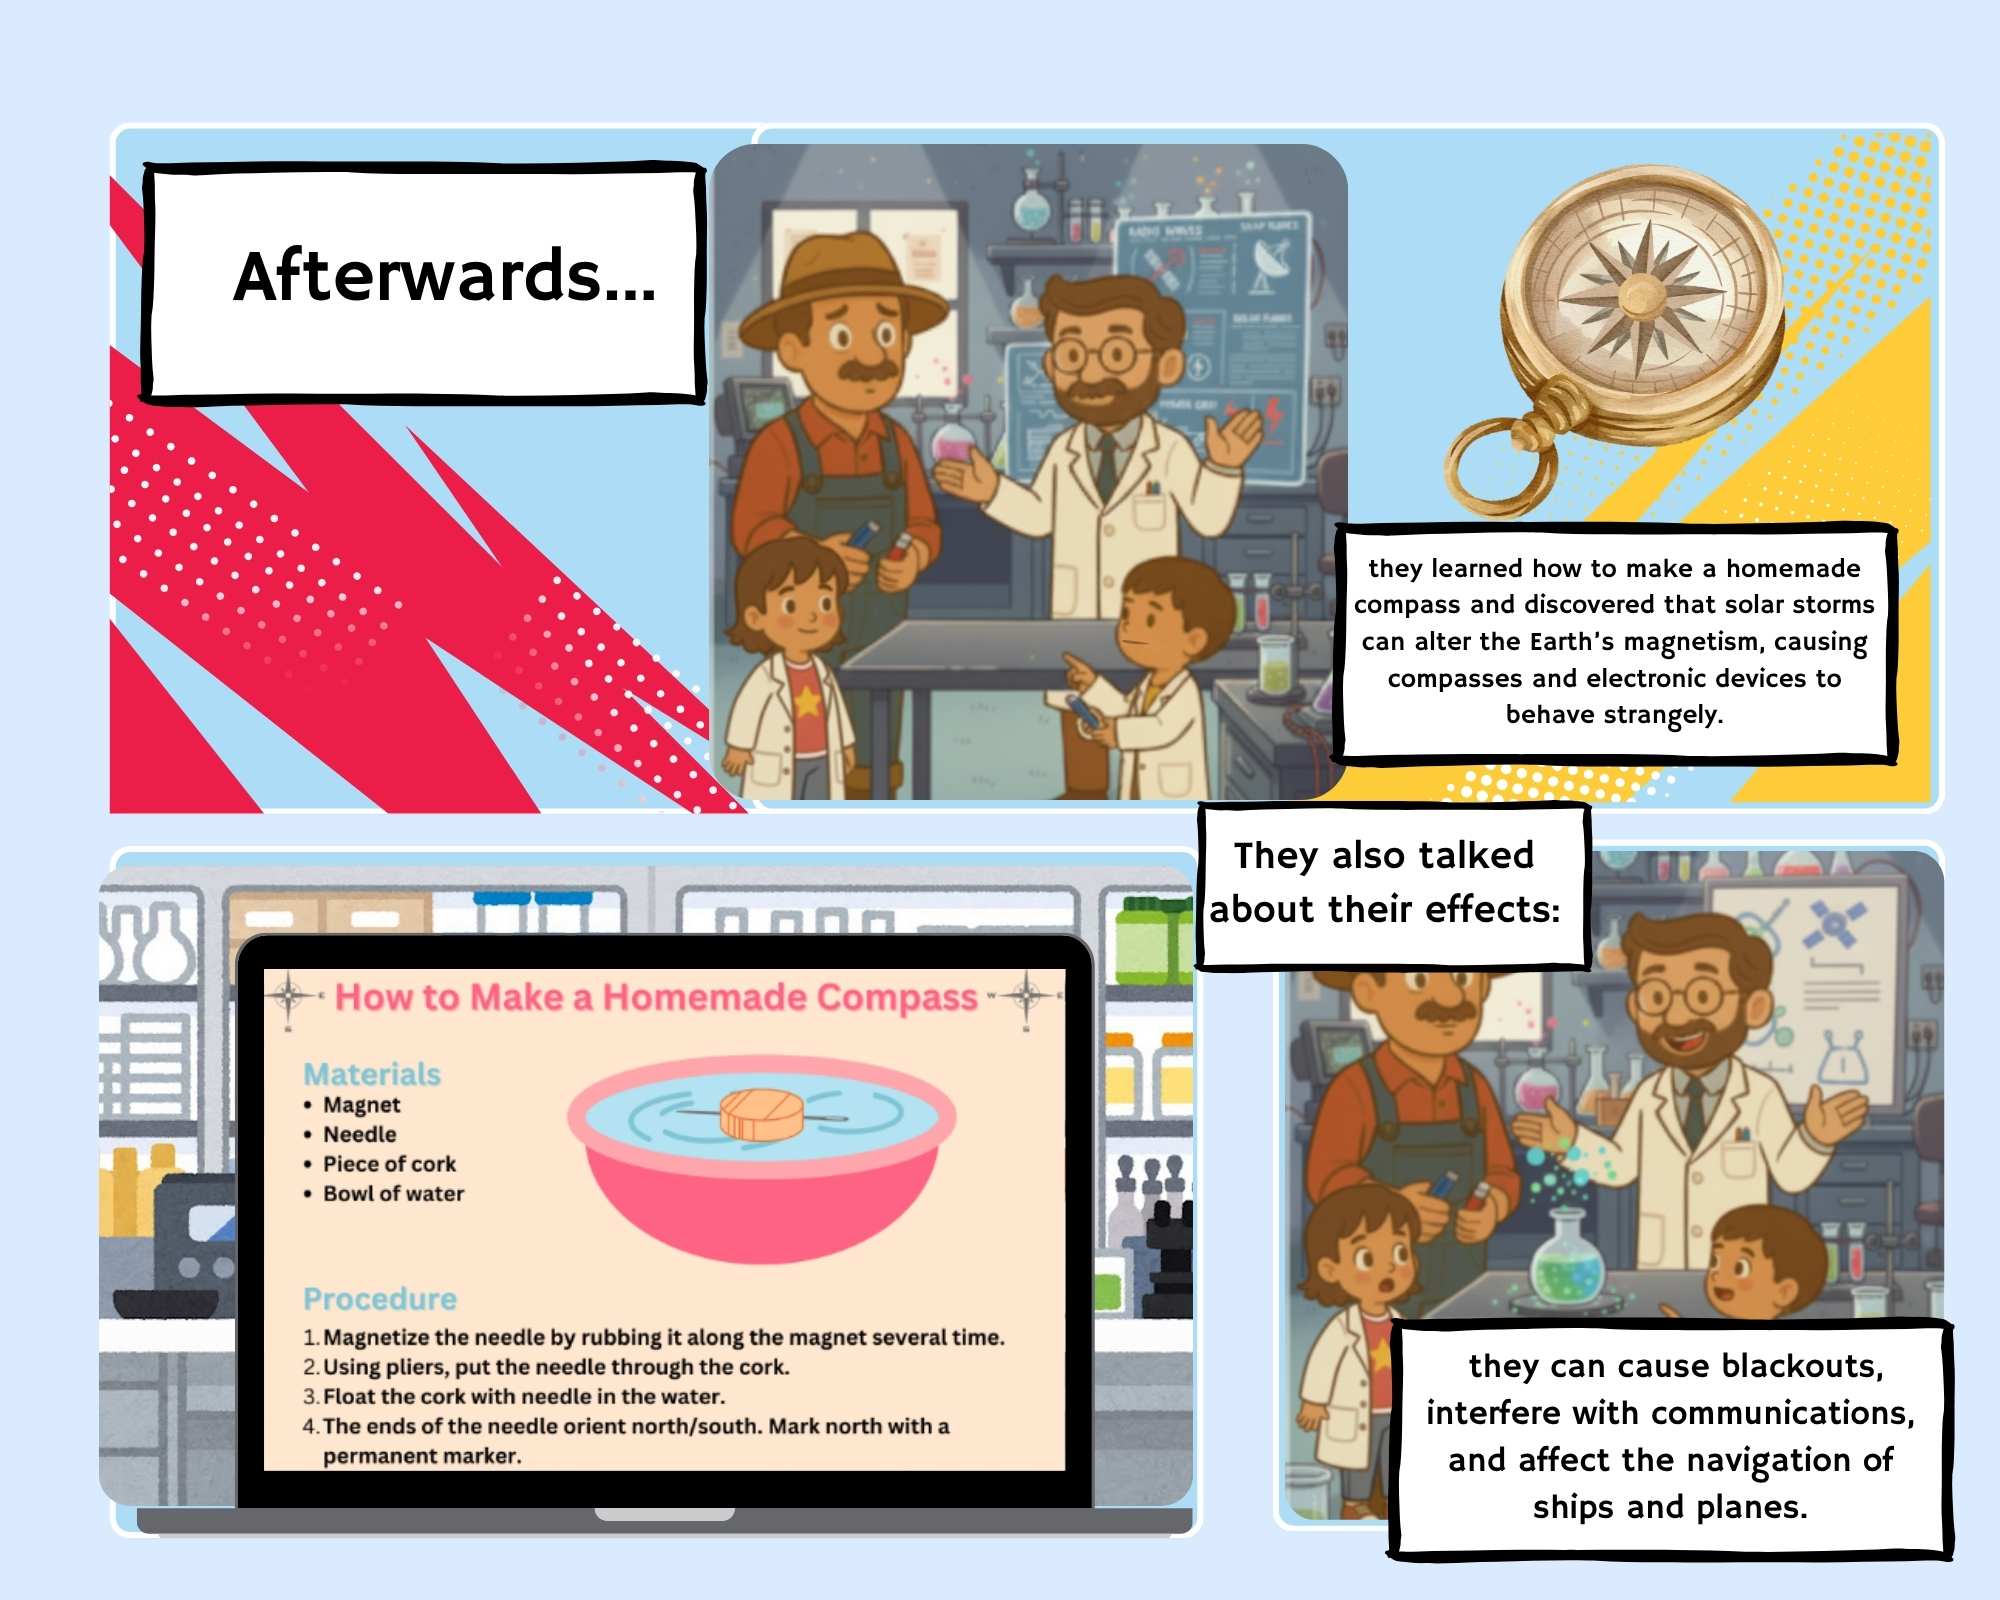 Afterwards...
RADIO WAVES
they learned how to make a homemade
compass and discovered that solar storms
can alter the Earth's magnetism, causing
compasses and electronic devices to
behave strangely.
They also talked
about their effects:
How to Make a Homemade Compass
Materials
• Magnet
• Needle
• Piece of cork
• Bowl of water
Procedure
1. Magnetize the needle by rubbing it along the magnet several time.
2. Using pliers, put the needle through the cork.
3. Float the cork with needle in the water.
4. The ends of the needle orient north/south. Mark north with a
permanent marker.
they can cause blackouts,
interfere with communications,
and affect the navigation of
ships and planes.